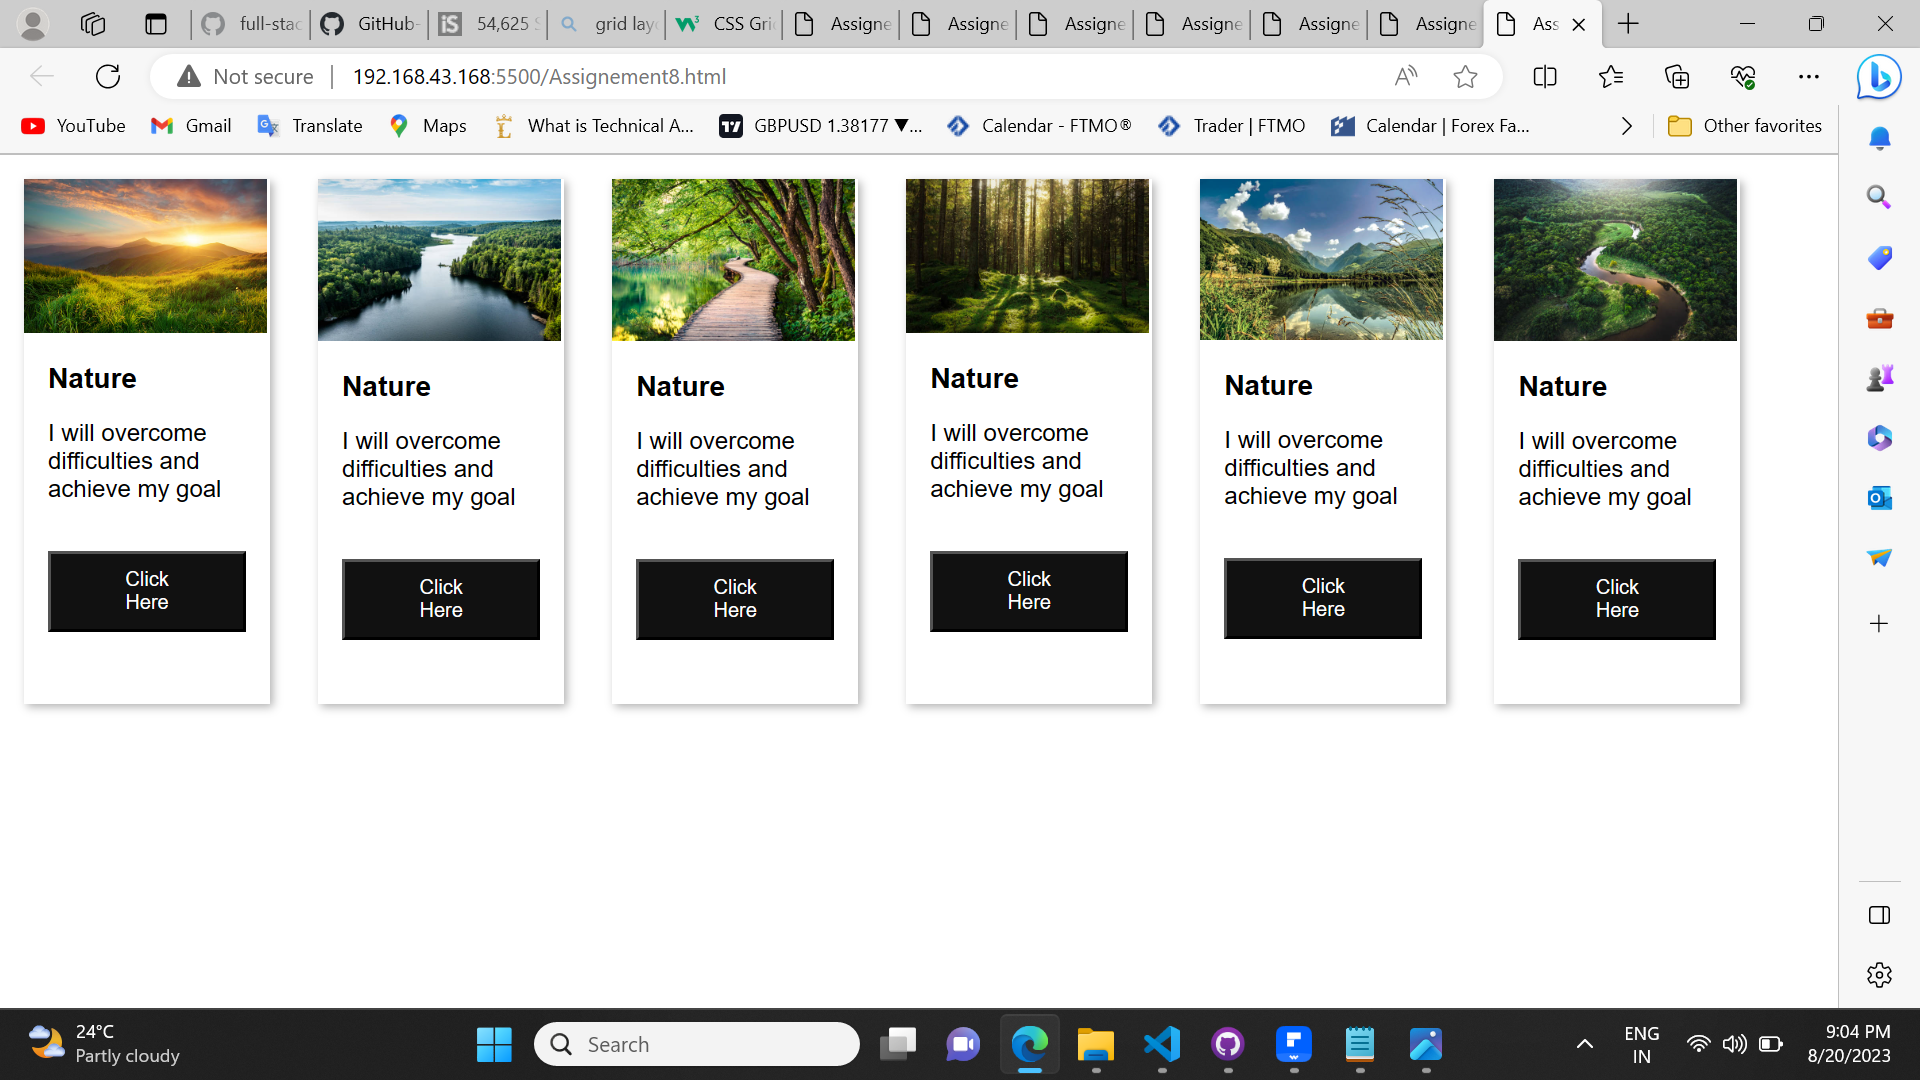 full-stac
GitHub-
54,625 S
grid layo
CSS Grid
Assigne
Assigne
Assigne
Assigne
Assigne
Assigne
Ass
Not secure
192.168.43.168:5500/Assignement8.html
YouTube
Gmail
Translate
Maps
What is Technical A...
GBPUSD 1.38177 ▼...
Calendar - FTMO®
Trader | FTMO
Calendar | Forex Fa...
Other favorites
Nature
I will overcome
difficulties and
achieve my goal
Click
Here
Nature
I will overcome
difficulties and
achieve my goal
Click
Here
Nature
I will overcome
difficulties and
achieve my goal
Click
Here
Nature
I will overcome
difficulties and
achieve my goal
Click
Here
Nature
I will overcome
difficulties and
achieve my goal
Click
Here
Nature
I will overcome
difficulties and
achieve my goal
Click
Here
24°C
Partly cloudy
Search
ENG
IN
9:04 PM
8/20/2023